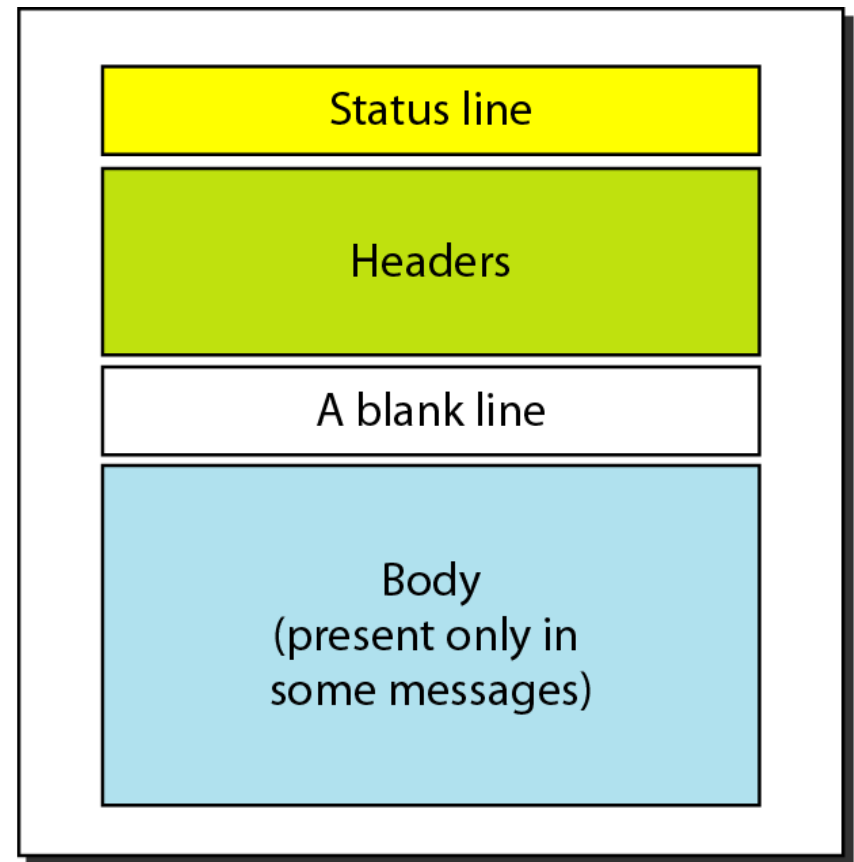 Status line
Headers
A blank line
Body
(present only in
some messages)